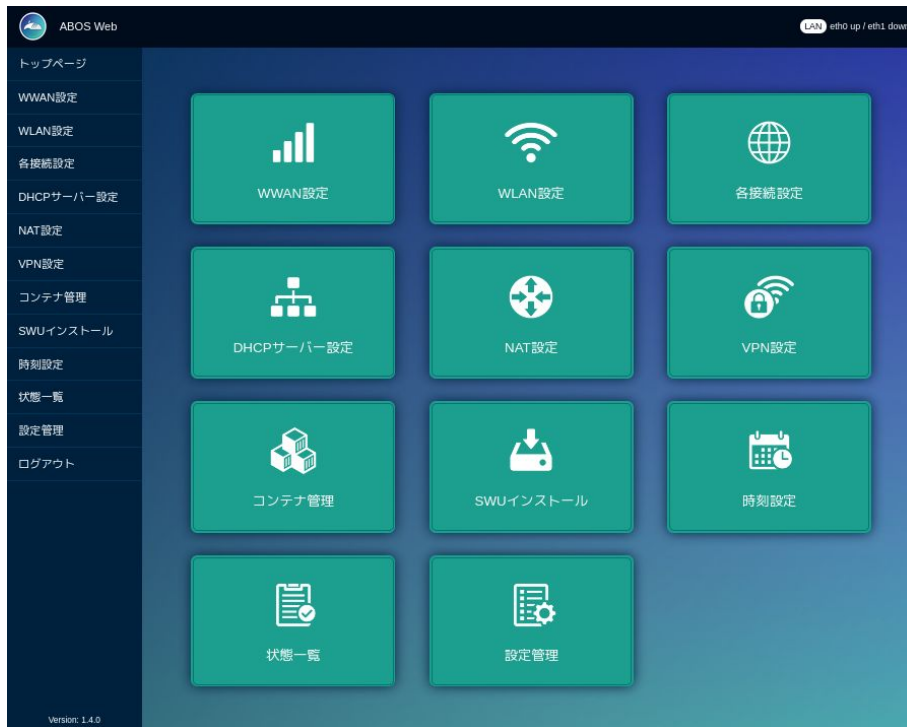 ABOS Web
LAN eth0 up / eth1 down
トップページ
WWAN設定
WLAN設定
各接続設定
DHCPサーバー設定
NAT設定
VPN設定
コンテナ管理
SWUインストール
時刻設定
状態一覧
設定管理
ログアウト
Version: 1.4.0
WWAN設定
WLAN設定
各接続設定
DHCPサーバー設定
NAT設定
VPN設定
コンテナ管理
SWUインストール
時刻設定
状態一覧
設定管理